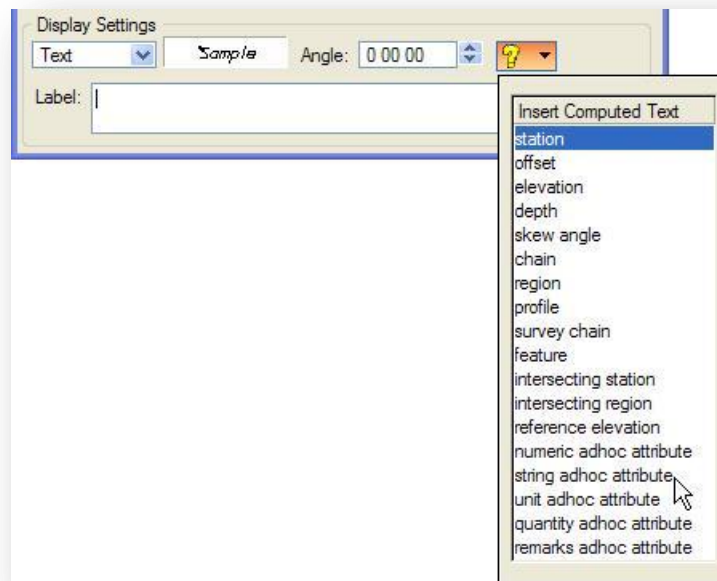 Display Settings
Text Sample Angle: 0 00 00
Label:
Insert Computed Text
station
offset
elevation
depth
skew angle
chain
region
profile
survey chain
feature
intersecting station
intersecting region
reference elevation
numeric adhoc attribute
string adhoc attribute
unit adhoc attribute
quantity adhoc attribute
remarks adhoc attribute